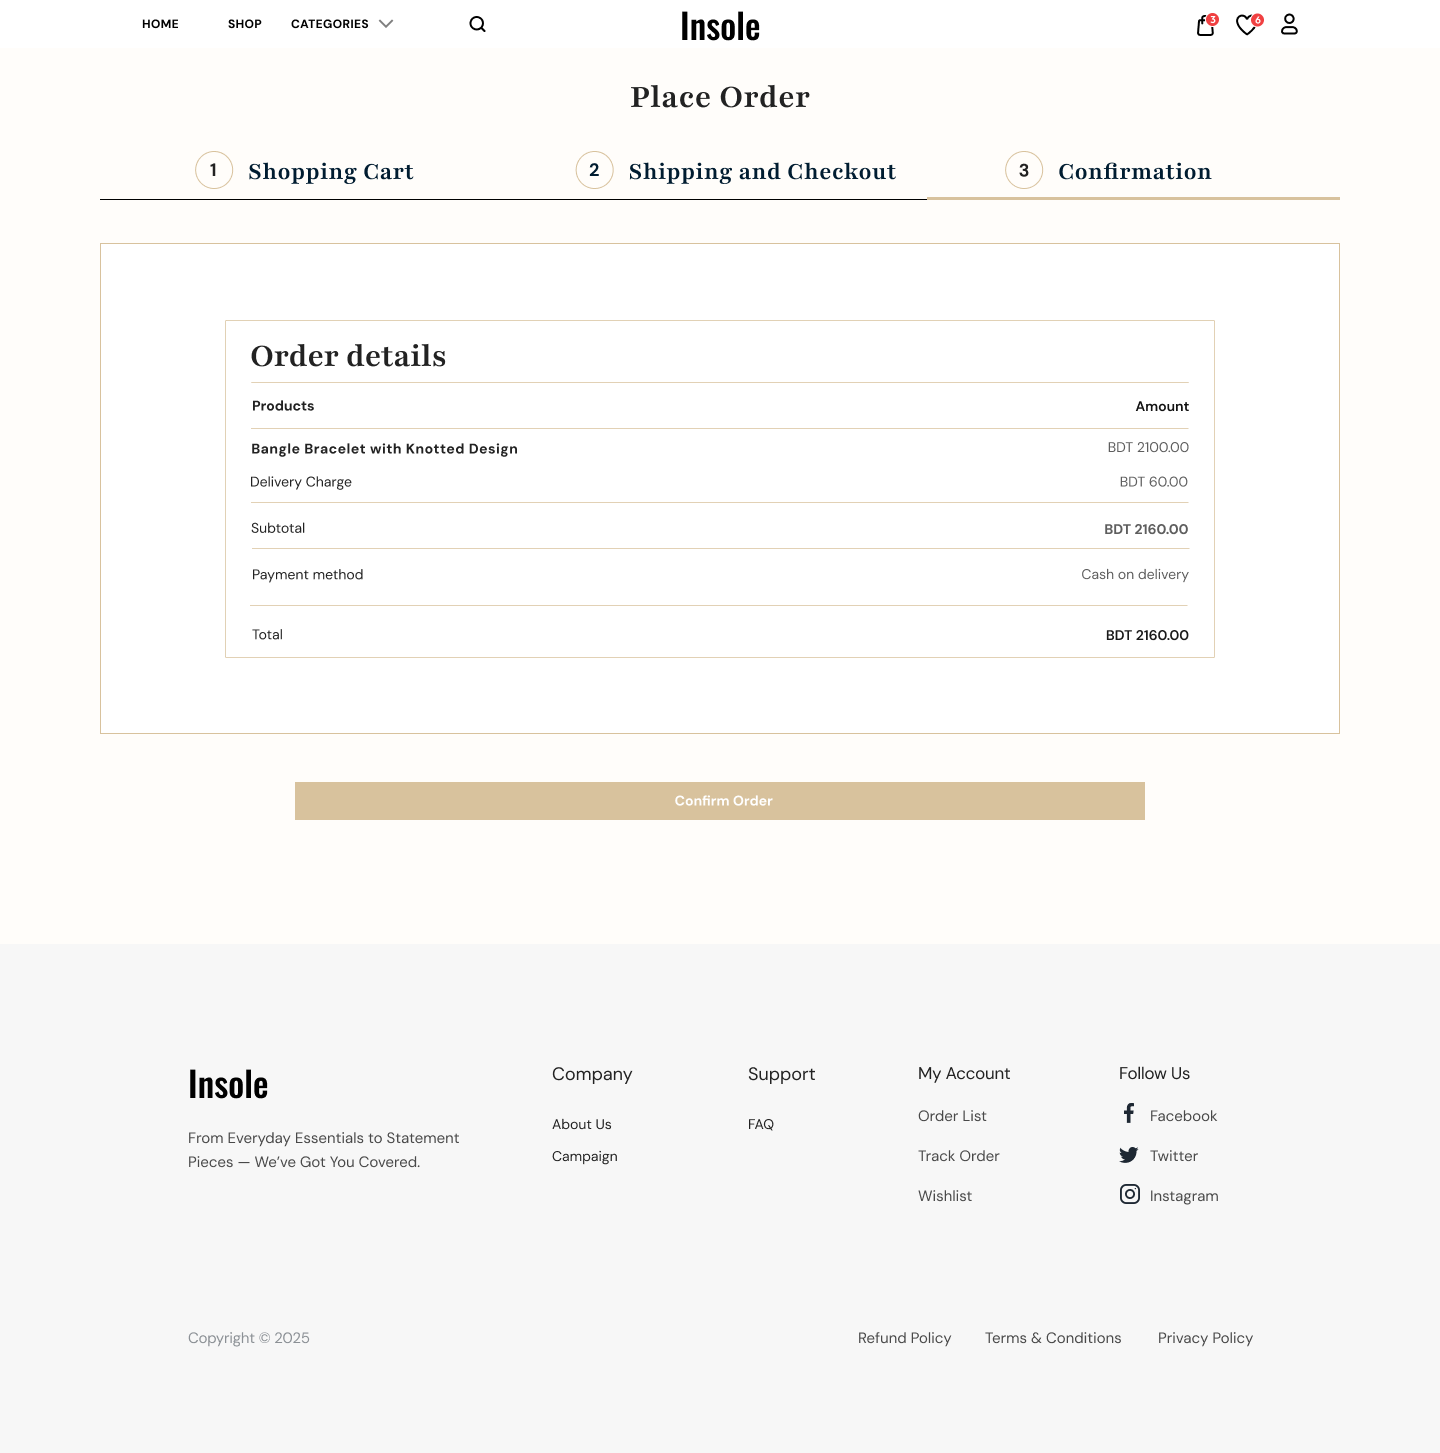 HOME SHOP CATEGORIES Insole 3 6
Place Order
1 Shopping Cart 2 Shipping and Checkout 3 Confirmation
Order details
Products Amount
Bangle Bracelet with Knotted Design BDT 2100.00
Delivery Charge BDT 60.00
Subtotal BDT 2160.00
Payment method Cash on delivery
Total BDT 2160.00
Confirm Order
Insole
From Everyday Essentials to Statement
Pieces — We’ve Got You Covered.
Company
About Us
Campaign
Support
FAQ
My Account
Order List
Track Order
Wishlist
Follow Us
Facebook
Twitter
Instagram
Copyright © 2025 Refund Policy Terms & Conditions Privacy Policy